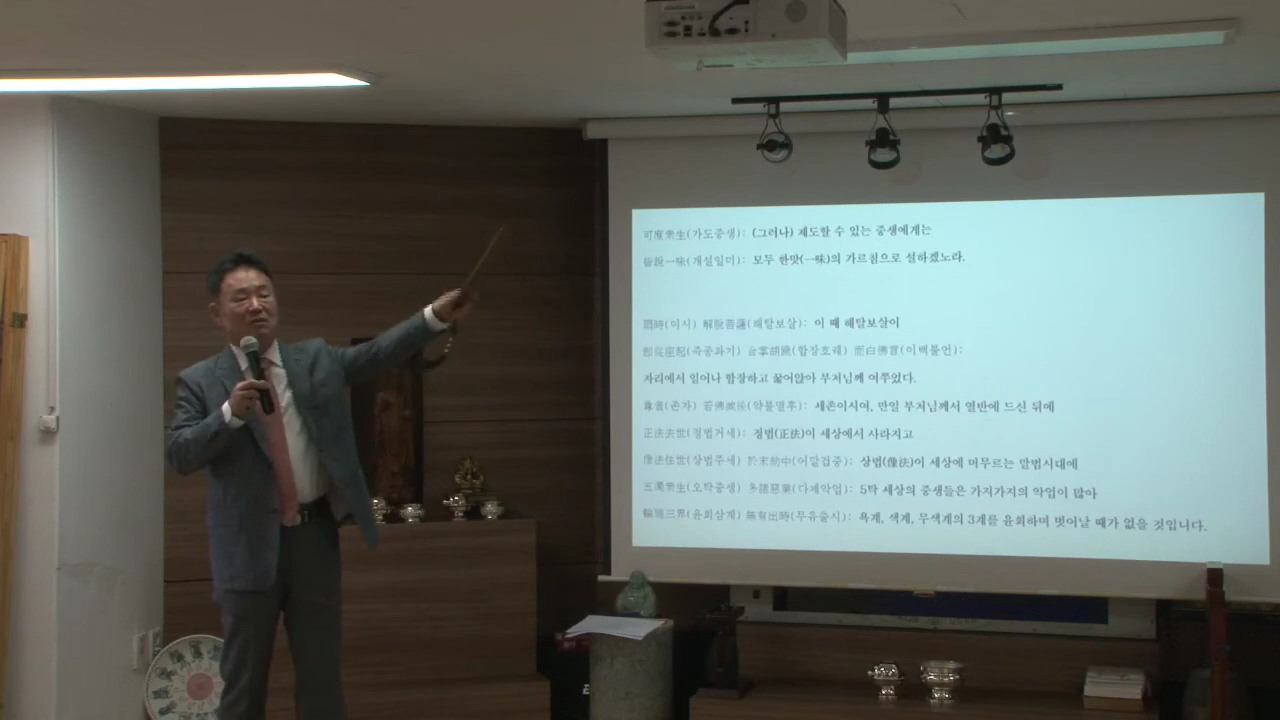 可度衆生(가도중생): (그러나) 제도할 수 있는 중생에게는
皆說一味(개설일미): 모두 한맛(一味)의 가르침으로 설하겠노라.
爾時(이시) 解脫菩薩(해탈보살): 이 때 해탈보살이
卽從座起(즉종좌기) 合掌胡跪(합장호궤) 而白佛言(이백불언):
자리에서 일어나 합장하고 꿇어앉아 부처님께 여쭈었다.
尊者(존자) 若佛滅後(약불멸후): 세존이시여, 만일 부처님께서 열반에 드신 뒤에
正法去世(정법거세): 정법(正法)이 세상에서 사라지고
像法住世(상법주세) 於末劫中(어말겁중): 상법(像法)이 세상에 머무르는 말법시대에
五濁衆生(오탁중생) 多諸惡業(다제악업): 5탁 세상의 중생들은 가지가지의 악업이 많아
輪廻三界(윤회삼계) 無有出時(무유출시): 욕계, 색계, 무색계의 3계를 윤회하며 벗어날 때가 없을 것입니다.